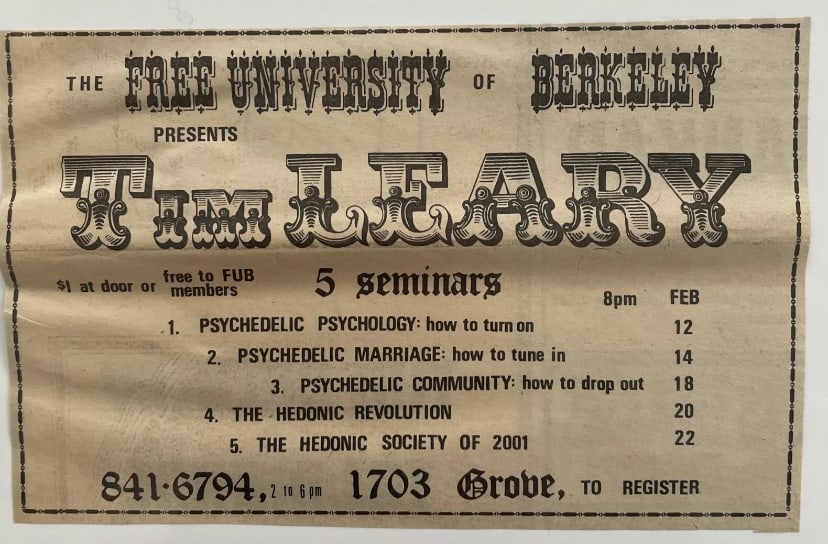 THE FREE UNIVERSITY OF BERKELEY
PRESENTS
TIM LEARY
$1 at door or free to FUB members
5 seminars
8pm FEB
1. PSYCHEDELIC PSYCHOLOGY: how to turn on 12
2. PSYCHEDELIC MARRIAGE: how to tune in 14
3. PSYCHEDELIC COMMUNITY: how to drop out 18
4. THE HEDONIC REVOLUTION 20
5. THE HEDONIC SOCIETY OF 2001 22
841·6794, 2 to 6 pm 1703 Grove, TO REGISTER